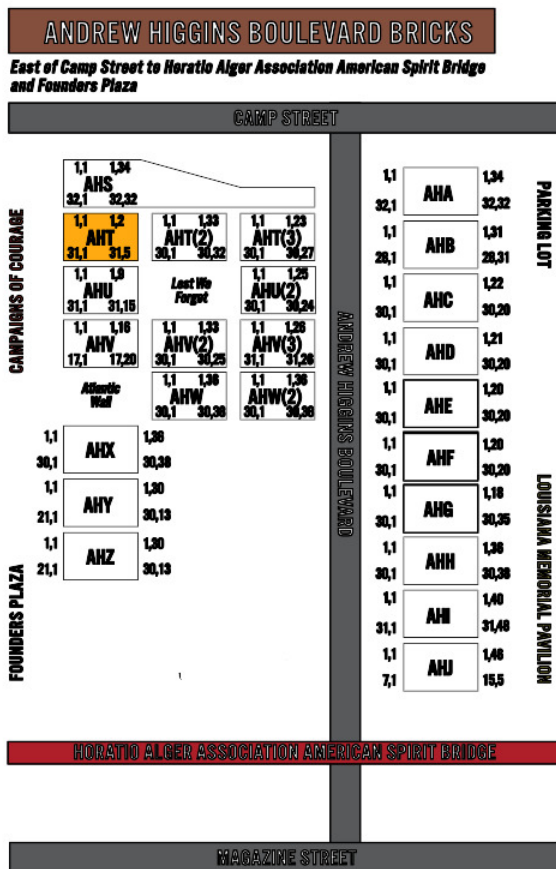 ANDREW HIGGINS BOULEVARD BRICKS
East of Camp Street to Horatio Alger Association American Spirit Bridge
and Founders Plaza
CAMP STREET
CAMPAIGNS OF COURAGE
FOUNDERS PLAZA
1,1 1,34
AHS
32,1 32,32
1,1 1,2
AHT
31,1 31,5
1,1 1,33
AHT(2)
30,1 30,32
1,1 1,23
AHT(3)
30,1 30,27
1,1 1,9
AHU
31,1 31,15
Lest We
Forget
1,1 1,25
AHU(2)
30,1 30,24
1,1 1,16
AHV
17,1 17,20
1,1 1,33
AHV(2)
30,1 30,25
1,1 1,26
AHV(3)
31,1 31,26
Atlantic
Wall
1,1 1,36
AHW
30,1 30,36
1,1 1,36
AHW(2)
30,1 30,36
1,1 1,36
AHX
30,1 30,38
1,1 1,30
AHY
21,1 30,13
1,1 1,30
AHZ
21,1 30,13
ANDREW HIGGINS BOULEVARD
1,1 1,34
AHA
32,1 32,32
1,1 1,31
AHB
28,1 28,31
1,1 1,22
AHC
30,1 30,20
1,1 1,21
AHD
30,1 30,20
1,1 1,20
AHE
30,1 30,20
1,1 1,20
AHF
30,1 30,20
1,1 1,18
AHG
30,1 30,35
1,1 1,36
AHH
30,1 30,36
1,1 1,40
AHI
31,1 31,48
1,1 1,46
AHJ
7,1 15,5
PARKING LOT
LOUISIANA MEMORIAL PAVILION
HORATIO ALGER ASSOCIATION AMERICAN SPIRIT BRIDGE
MAGAZINE STREET